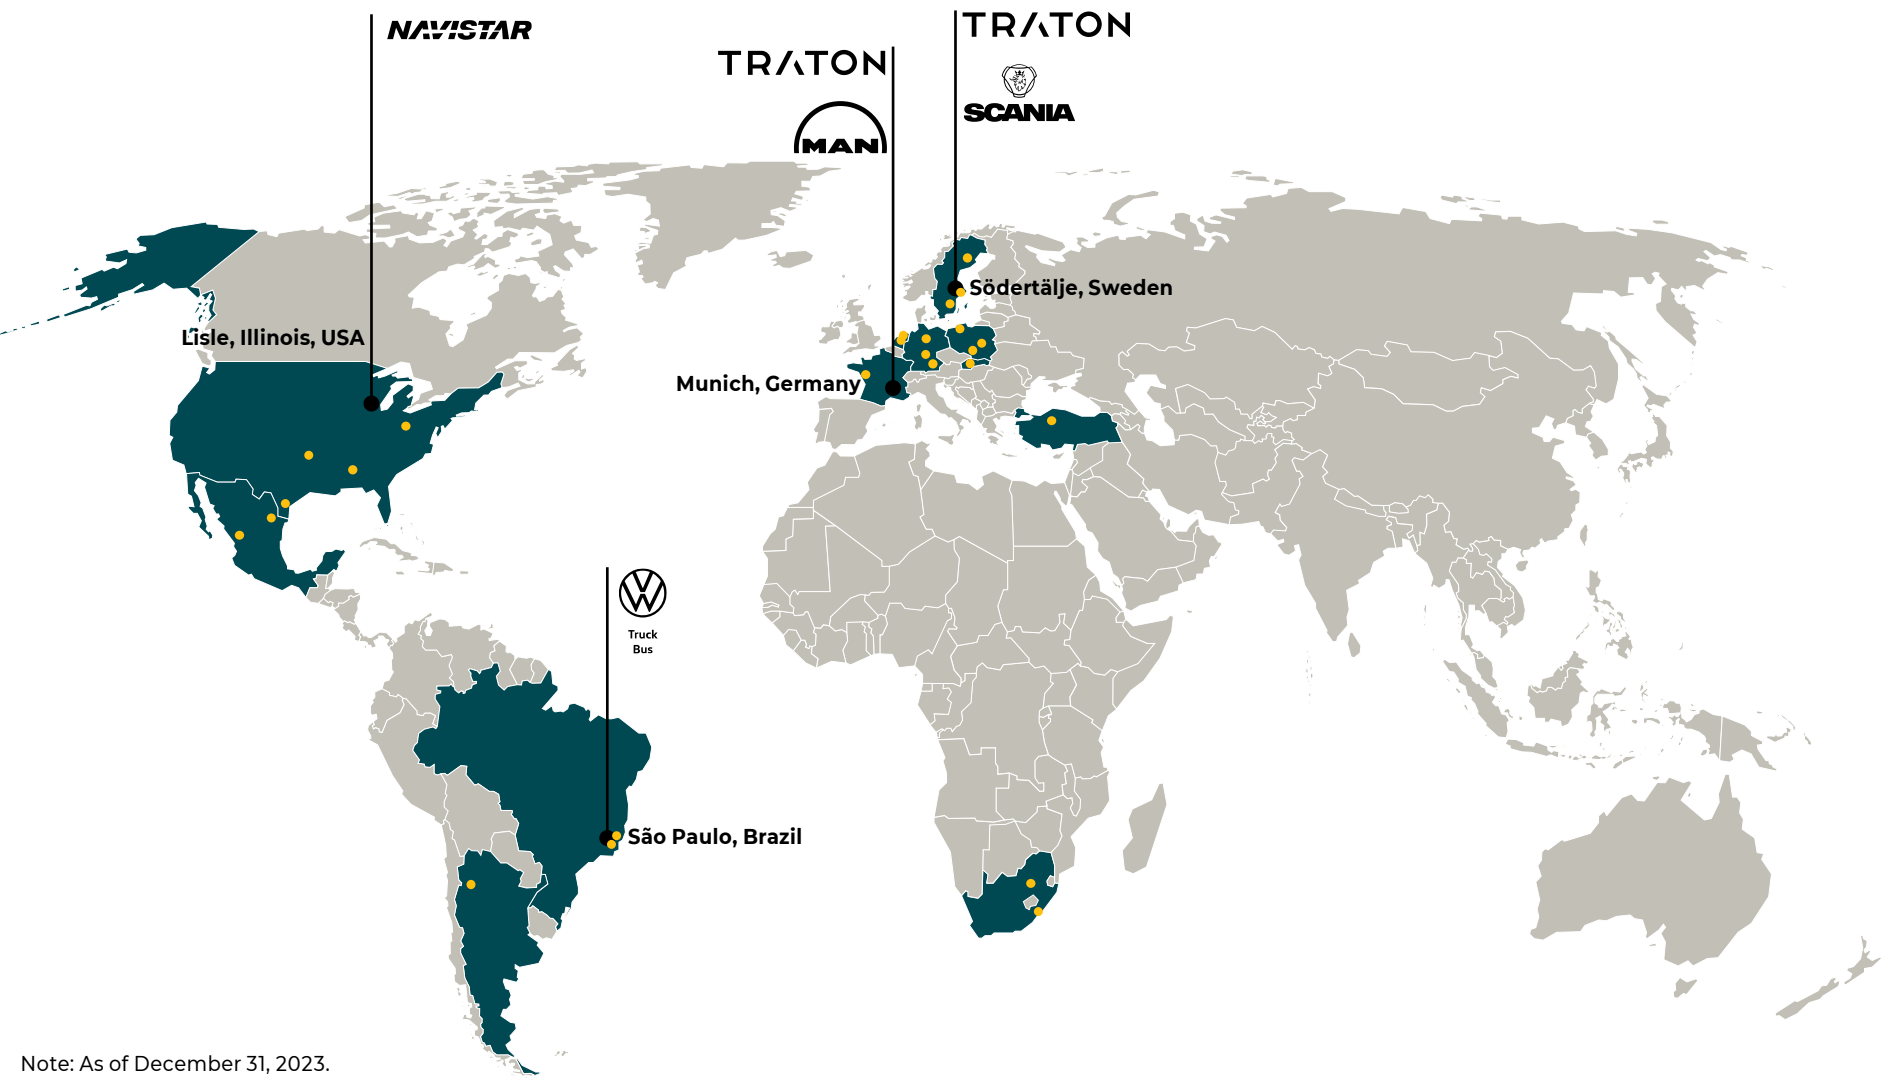 NAVISTAR
TRATON
TRATON
SCANIA
MAN
Södertälje, Sweden
Lisle, Illinois, USA
Munich, Germany
Truck
Bus
São Paulo, Brazil
Note: As of December 31, 2023.